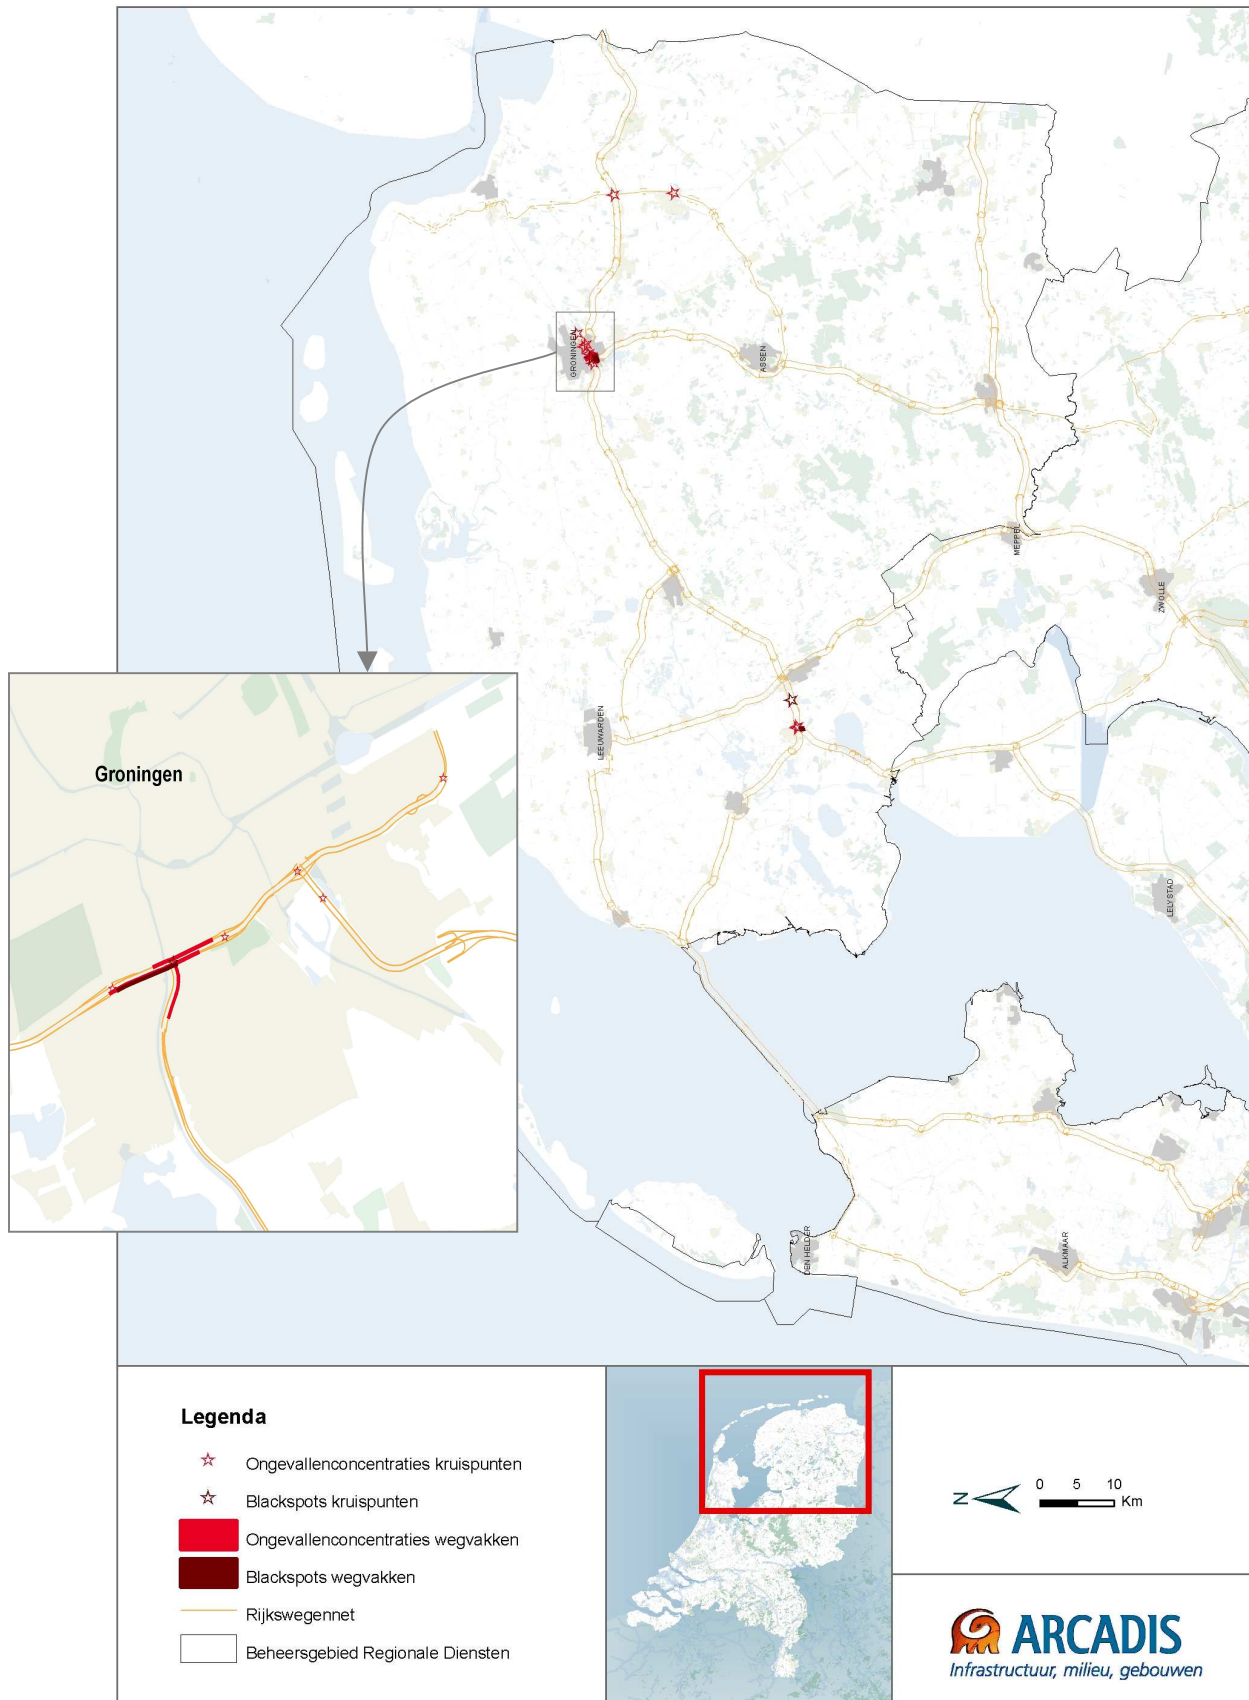 GRONINGEN
ASSEN
MEPPEL
ZWOLLE
LEEUWARDEN
LELYSTAD
DEN HELDER
ALKMAAR
Groningen
Legenda
Ongevallenconcentraties kruispunten
Blackspots kruispunten
Ongevallenconcentraties wegvakken
Blackspots wegvakken
Rijkswegennet
Beheersgebied Regionale Diensten
N
0 5 10
Km
ARCADIS
Infrastructuur, milieu, gebouwen